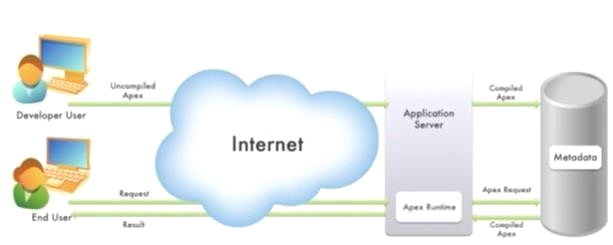 Uncompiled
Apex
Developer User
Internet
Application
Server
Compiled
Apex
Metadata
End User
Request
Result
Apex Runtime
Apex Request
Compiled
Apex